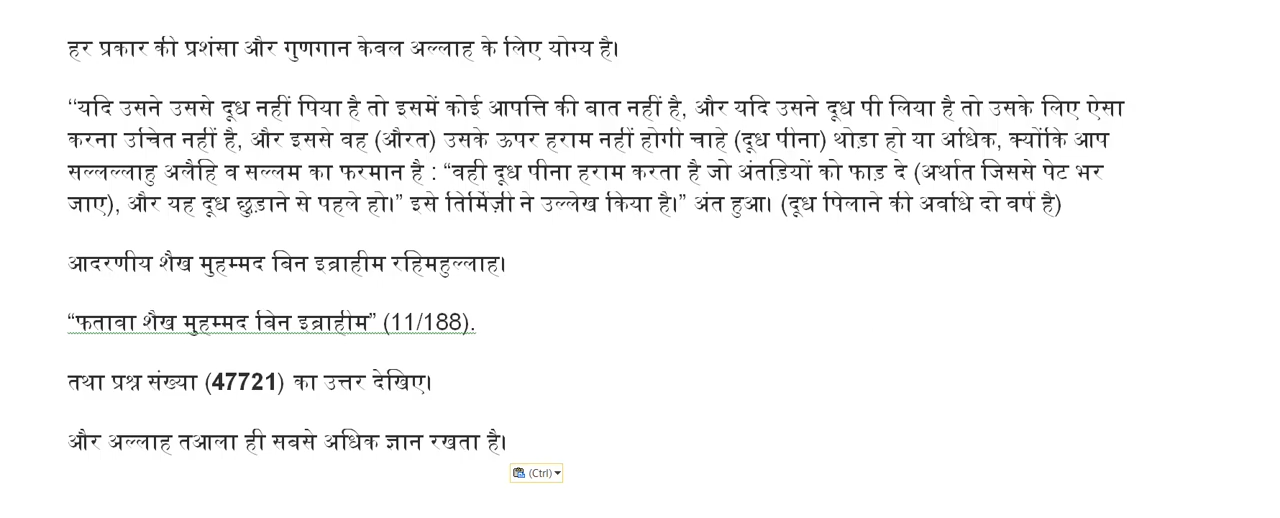 हर प्रकार की प्रशंसा और गुणगान केवल अल्लाह के लिए योग्य है।
‘‘यदि उसने उससे दूध नहीं पिया है तो इसमें कोई आपत्ति की बात नहीं है, और यदि उसने दूध पी लिया है तो उसके लिए ऐसा
करना उचित नहीं है, और इससे वह (औरत) उसके ऊपर हराम नहीं होगी चाहे (दूध पीना) थोड़ा हो या अधिक, क्योंकि आप
सल्लल्लाहु अलैहि व सल्लम का फरमान है : “वही दूध पीना हराम करता है जो अंतड़ियों को फाड़ दे (अर्थात जिससे पेट भर
जाए), और यह दूध छुड़ाने से पहले हो।” इसे तिर्मिज़ी ने उल्लेख किया है।” अंत हुआ। (दूध पिलाने की अवधि दो वर्ष है)
आदरणीय शैख मुहम्मद बिन इब्राहीम रहिमहुल्लाह।
“फतावा शैख मुहम्मद बिन इब्राहीम” (11/188).
तथा प्रश्न संख्या (47721) का उत्तर देखिए।
और अल्लाह तआला ही सबसे अधिक ज्ञान रखता है।
(Ctrl)